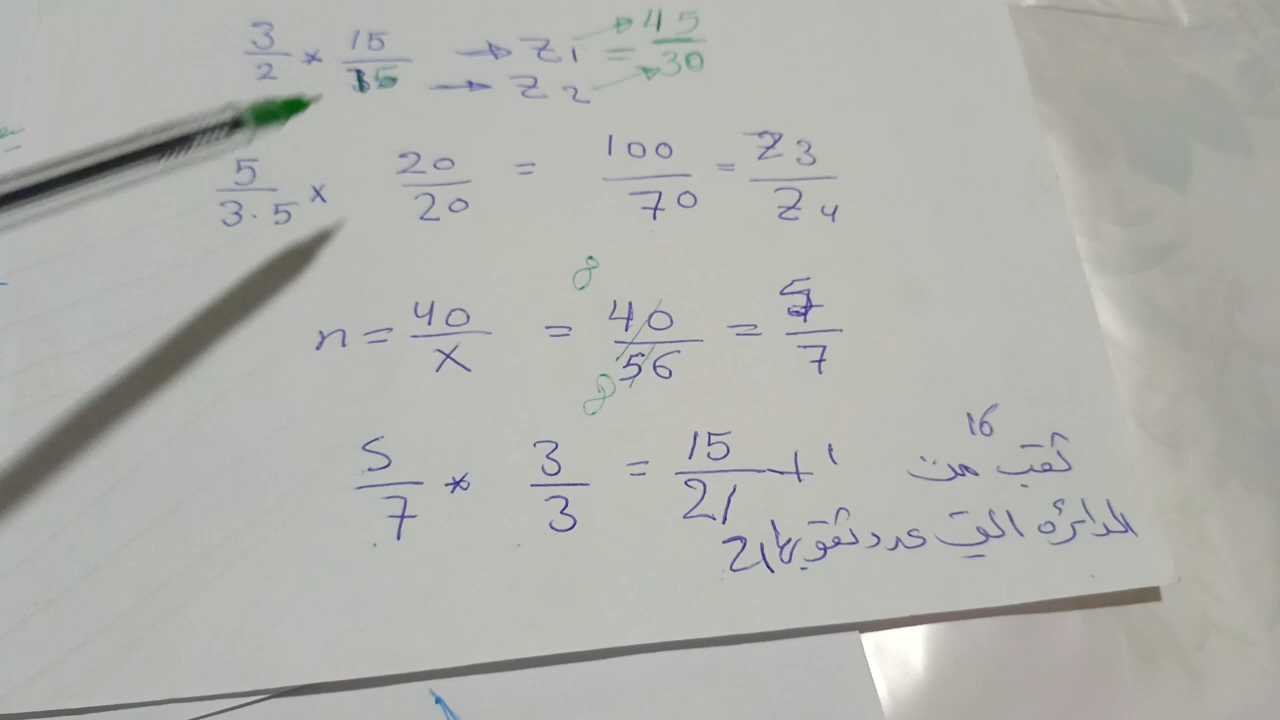 3/2 × 15/15 → Z1 = 45/30
→ Z2
5/3.5 × 20/20 = 100/70 = Z3/Z4
8
n = 40/X = 40/56 = 5/7
8
5/7 * 3/3 = 15/21 + 1 16 ثقب من
الدائره التي عدد ثقوبها 21